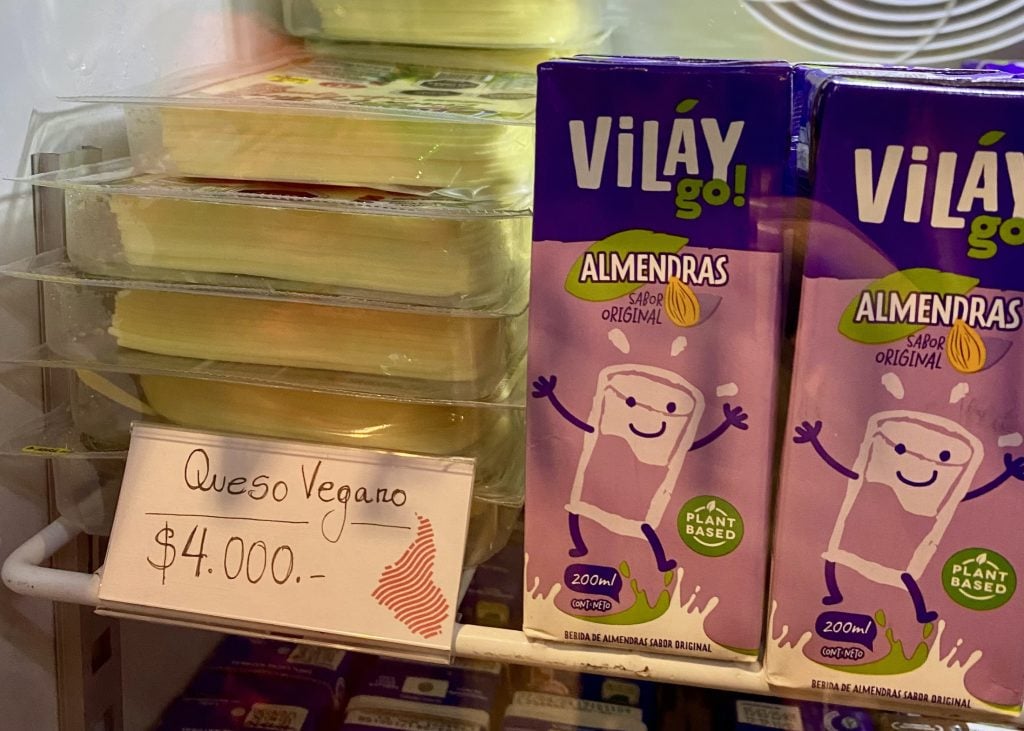 Queso Vegano
$4.000.-
ViLÁY
go!
ALMENDRAS
SABOR
ORIGINAL
PLANT
BASED
200ml
CONT. NETO
BEBIDA DE ALMENDRAS SABOR ORIGINAL
ViLÁY
go
ALMENDRAS
SABOR
ORIGINAL
PLANT
BASED
200ml
CONT. NETO
BEBIDA DE ALMENDRAS SABOR ORIGINAL